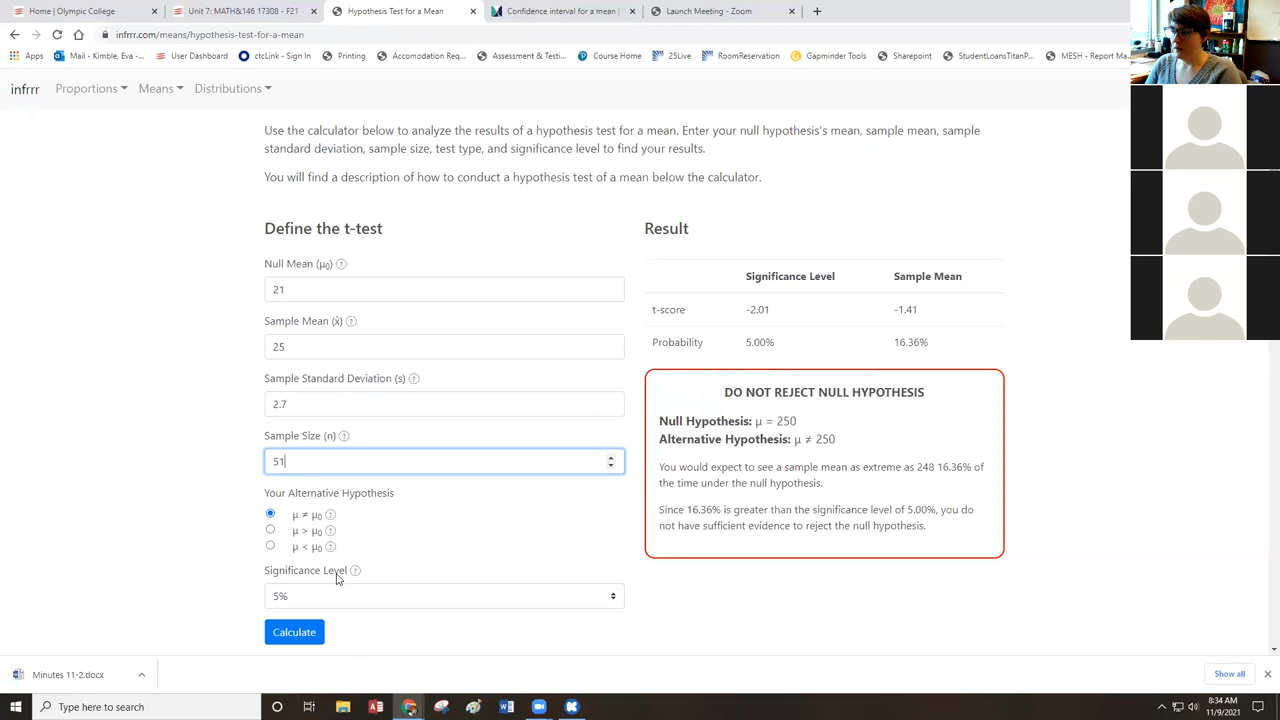 Home | Olympic College
Unit 7: MATH&146 17308 - F21
Hypothesis Test for a Mean
Confidence interval for a mean |
Launch Meeting - Zoom
infrrr.com/means/hypothesis-test-for-a-mean
Apps
Mail - Kimble, Eva -...
User Dashboard
ctcLink - Sign In
Printing
Accomodation Req...
Assessment & Testi...
Course Home
25Live
RoomReservation
Gapminder Tools
Sharepoint
StudentLoansTitanP...
MESH - Report Ma...
infrrr
Proportions
Means
Distributions
Use the calculator below to analyze the results of a hypothesis test for a mean. Enter your null hypothesis's mean, sample mean, sample
standard deviation, sample size, test type, and significance level to find your results.
You will find a description of how to conduct a hypothesis test of a mean below the calculator.
Define the t-test
Null Mean (μ₀) ?
21
Sample Mean (x̄) ?
25
Sample Standard Deviation (s) ?
2.7
Sample Size (n) ?
51
Your Alternative Hypothesis
μ ≠ μ₀ ?
μ > μ₀ ?
μ < μ₀ ?
Significance Level ?
5%
Calculate
Result
Significance Level Sample Mean
t-score -2.01 -1.41
Probability 5.00% 16.36%
DO NOT REJECT NULL HYPOTHESIS
Null Hypothesis: μ = 250
Alternative Hypothesis: μ ≠ 250
You would expect to see a sample mean as extreme as 248 16.36% of
the time under the null hypothesis.
Since 16.36% is greater than the significance level of 5.00%, you do
not have sufficient evidence to reject the null hypothesis.
Minutes 11-2.docx
Show all
Type here to search
8:34 AM
11/9/2021